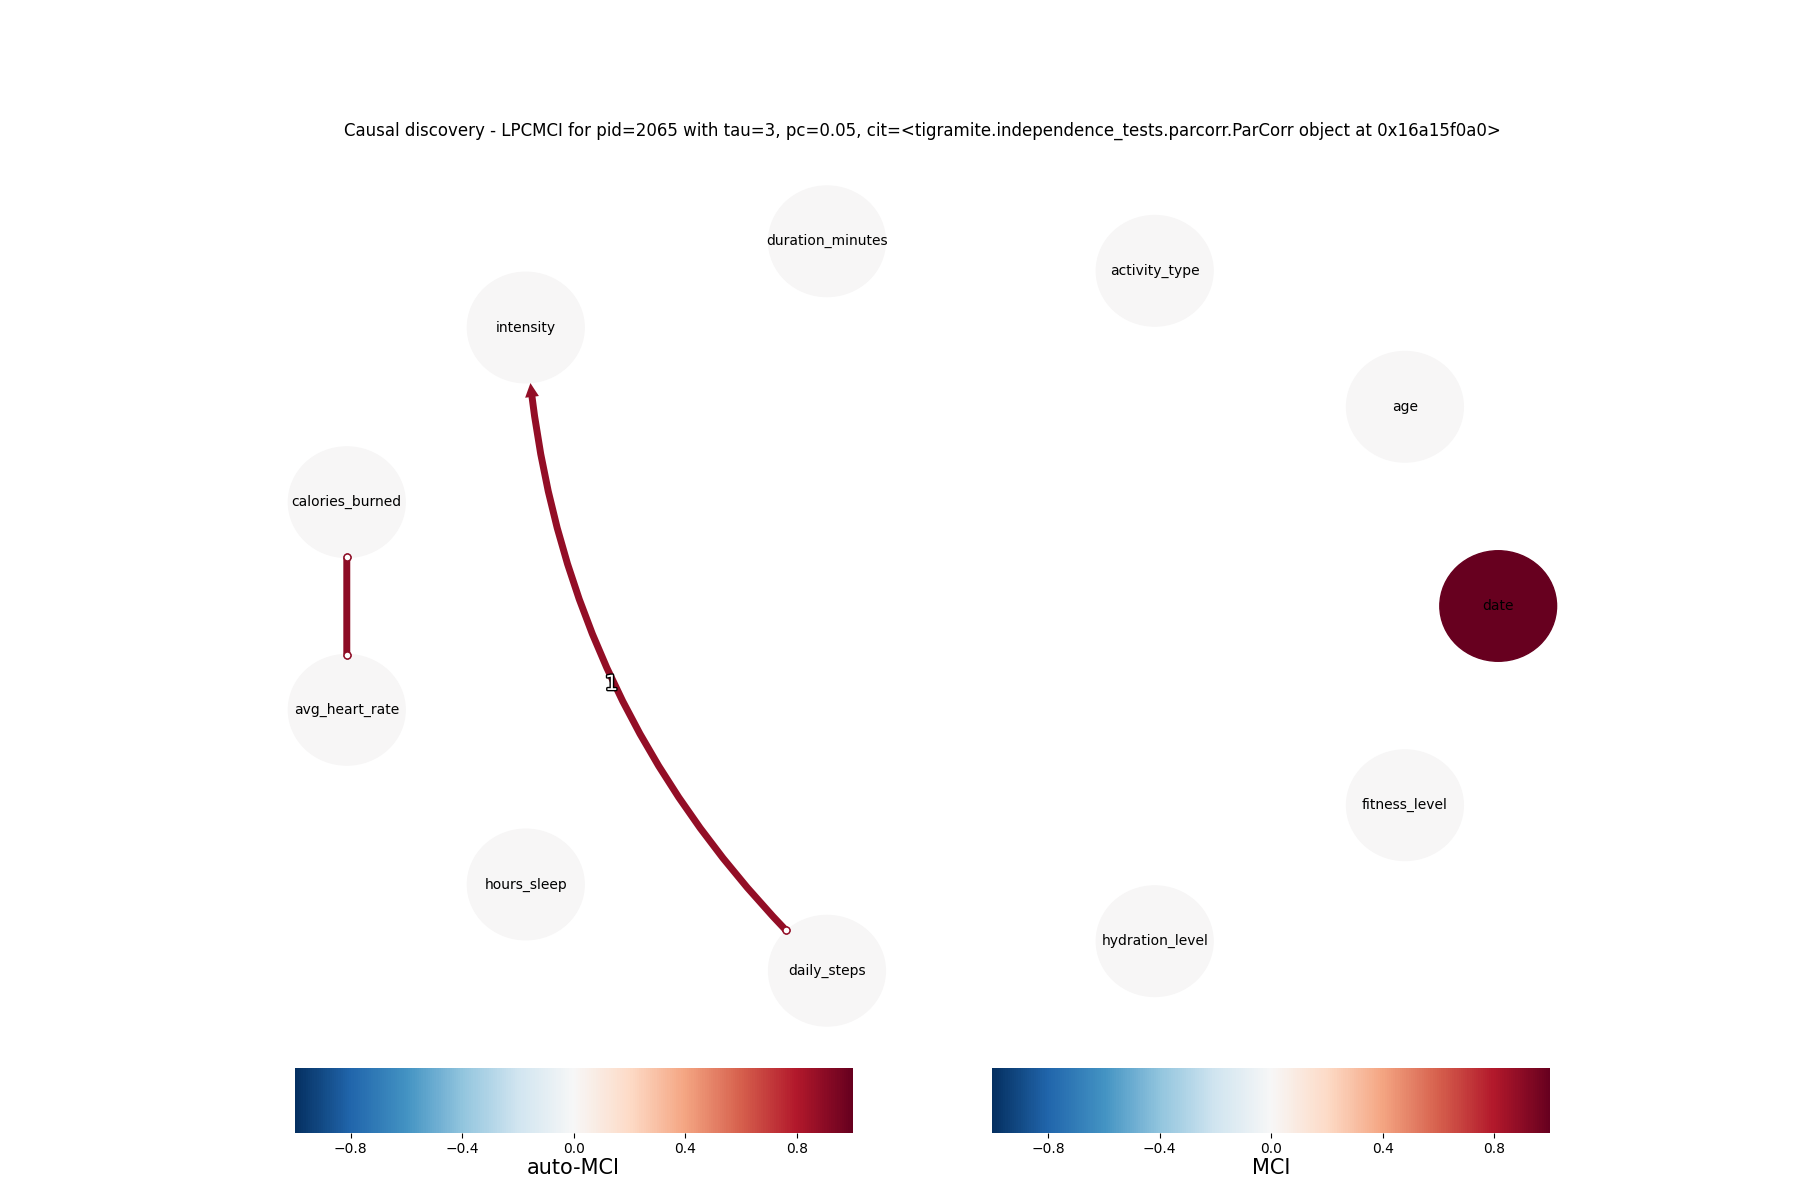 Causal discovery - LPCMCI for pid=2065 with tau=3, pc=0.05, cit=<tigramite.independence_tests.parcorr.ParCorr object at 0x16a15f0a0>
duration_minutes
activity_type
intensity
age
calories_burned
date
1
avg_heart_rate
fitness_level
hours_sleep
hydration_level
daily_steps
−0.8 −0.4 0.0 0.4 0.8
auto-MCI
−0.8 −0.4 0.0 0.4 0.8
MCI